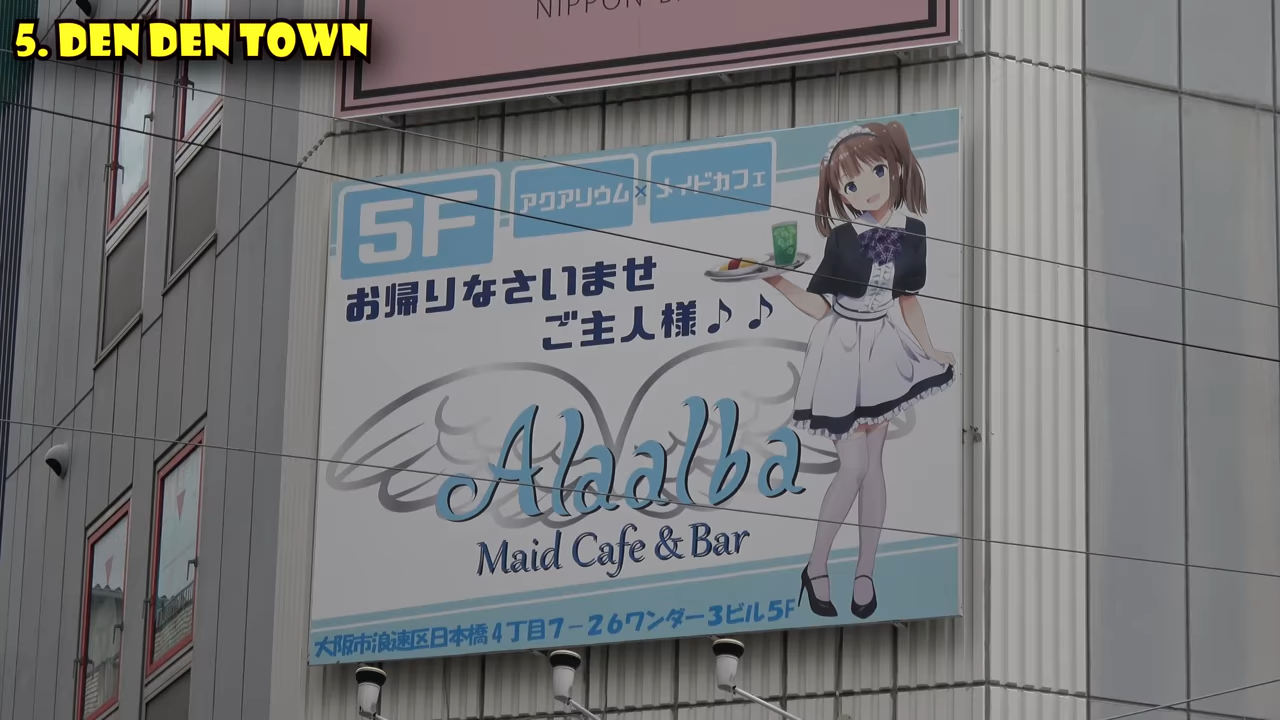 5. DEN DEN TOWN
NIPPON
5F アクアリウム×メイドカフェ
お帰りなさいませ
ご主人様♪♪
Alaalba
Maid Cafe & Bar
大阪市浪速区日本橋4丁目7-26ワンダー3ビル5F